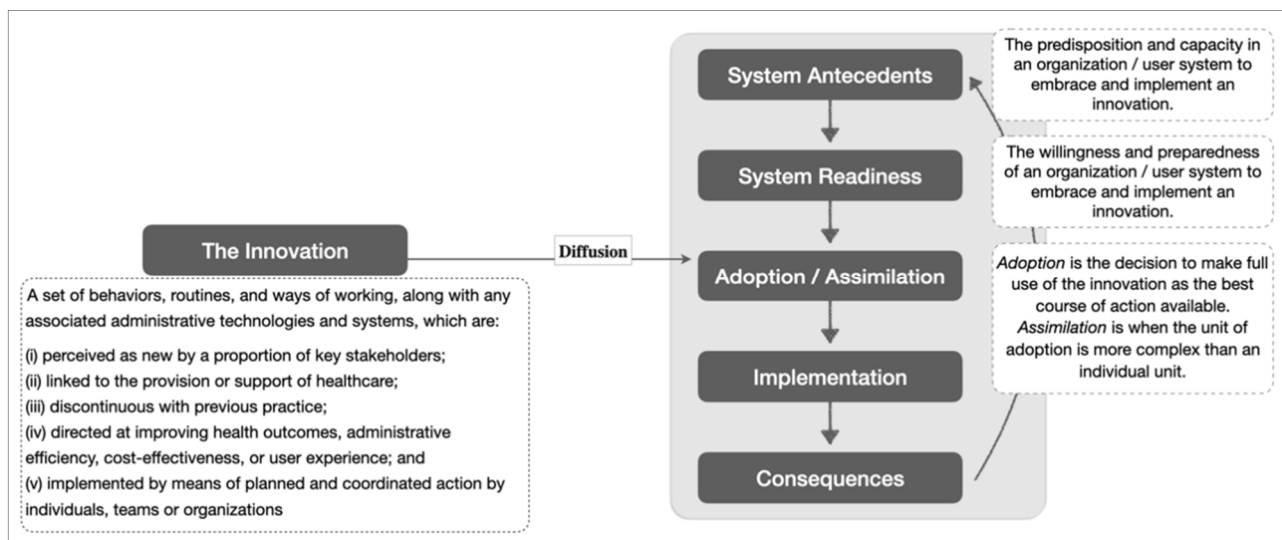 The Innovation
A set of behaviors, routines, and ways of working, along with any
associated administrative technologies and systems, which are:
(i) perceived as new by a proportion of key stakeholders;
(ii) linked to the provision or support of healthcare;
(iii) discontinuous with previous practice;
(iv) directed at improving health outcomes, administrative
efficiency, cost-effectiveness, or user experience; and
(v) implemented by means of planned and coordinated action by
individuals, teams or organizations
Diffusion
System Antecedents
System Readiness
Adoption / Assimilation
Implementation
Consequences
The predisposition and capacity in
an organization / user system to
embrace and implement an
innovation.
The willingness and preparedness
of an organization / user system to
embrace and implement an
innovation.
Adoption is the decision to make full
use of the innovation as the best
course of action available.
Assimilation is when the unit of
adoption is more complex than an
individual unit.